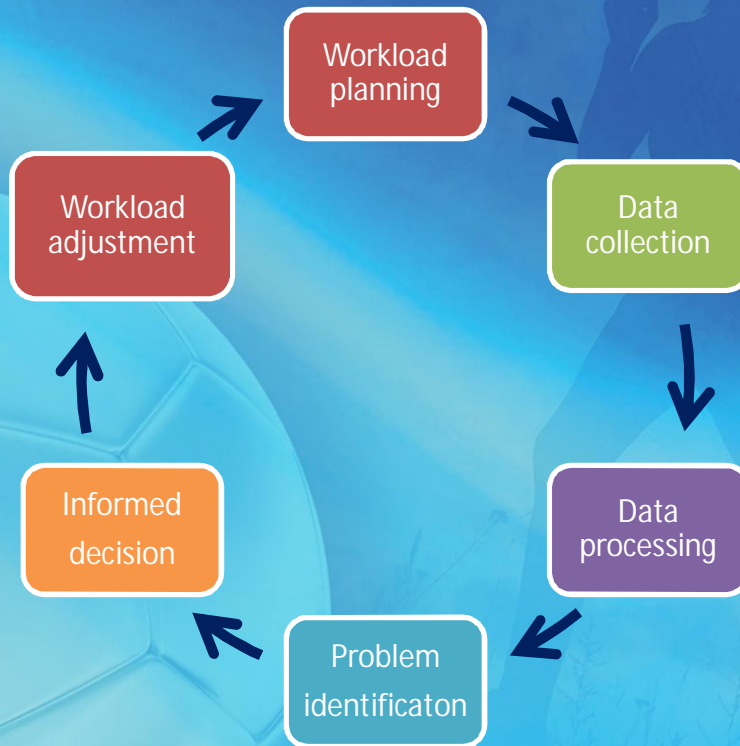 Workload
planning
Data
collection
Data
processing
Problem
identificaton
Informed
decision
Workload
adjustment